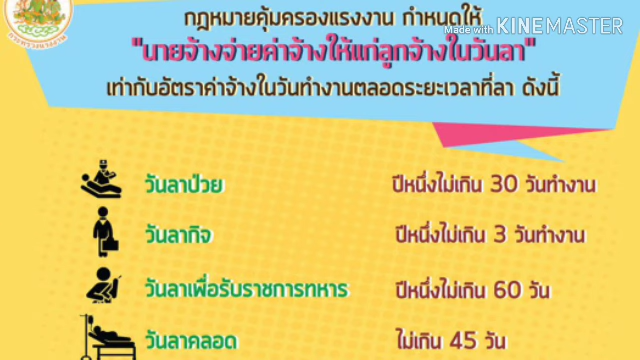 กฎหมายคุ้มครองแรงงาน กำหนดให้
Made with KINEMASTER
"นายจ้างจ่ายค่าจ้างให้แก่ลูกจ้างในวันลา"
เท่ากับอัตราค่าจ้างในวันทำงานตลอดระยะเวลาที่ลา ดังนี้
วันลาป่วย ปีหนึ่งไม่เกิน 30 วันทำงาน
วันลากิจ ปีหนึ่งไม่เกิน 3 วันทำงาน
วันลาเพื่อรับราชการทหาร ปีหนึ่งไม่เกิน 60 วัน
วันลาคลอด ไม่เกิน 45 วัน